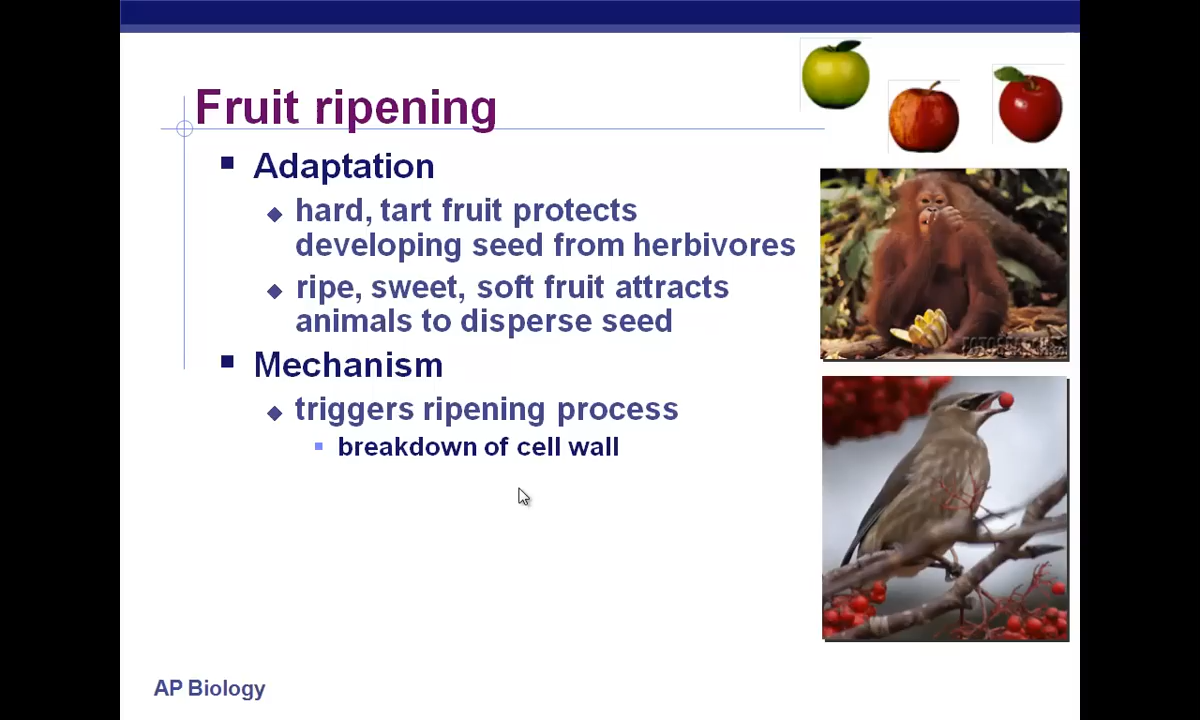 Fruit ripening
Adaptation
hard, tart fruit protects
developing seed from herbivores
ripe, sweet, soft fruit attracts
animals to disperse seed
Mechanism
triggers ripening process
breakdown of cell wall
AP Biology